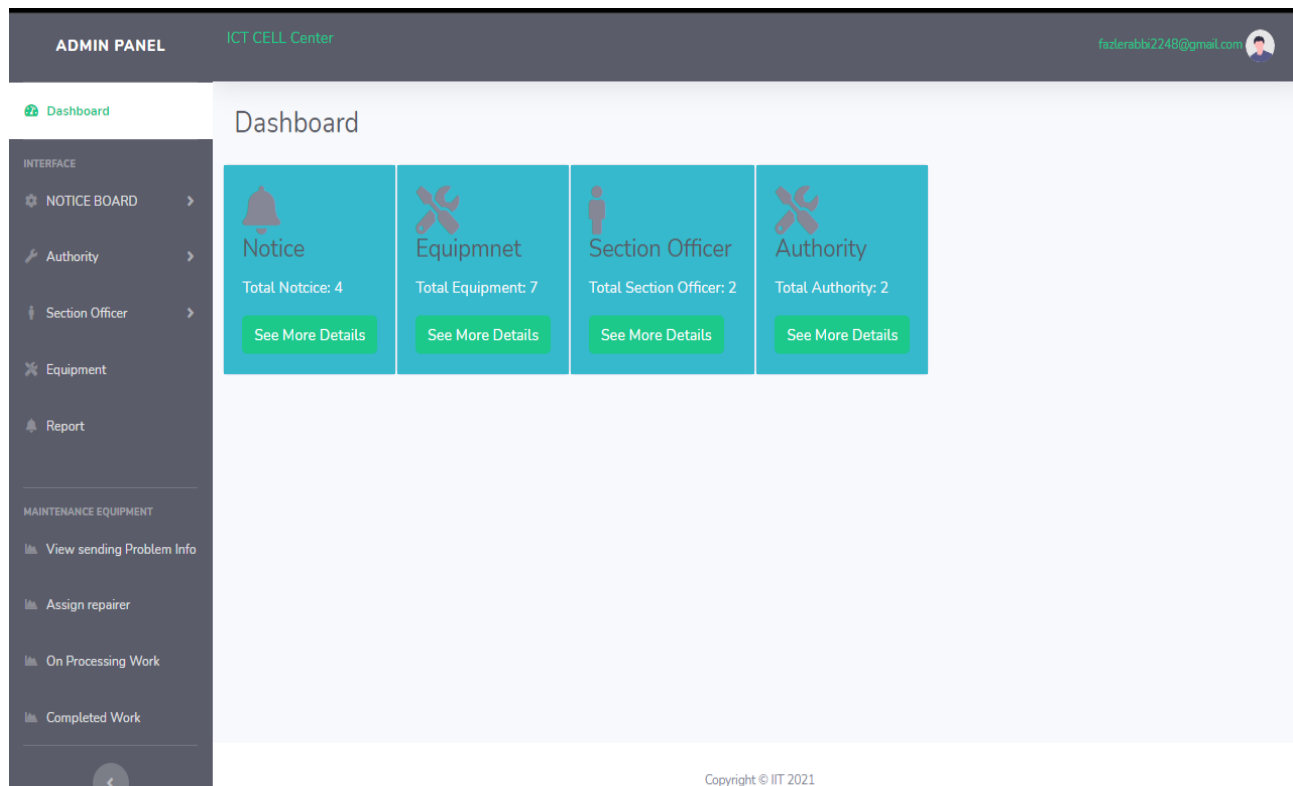 ADMIN PANEL
ICT CELL Center
fazlerabbi2248@gmail.com
Dashboard
INTERFACE
NOTICE BOARD
Authority
Section Officer
Equipment
Report
MAINTENANCE EQUIPMENT
View sending Problem Info
Assign repairer
On Processing Work
Completed Work
Dashboard
Notice
Total Notcice: 4
See More Details
Equipmnet
Total Equipment: 7
See More Details
Section Officer
Total Section Officer: 2
See More Details
Authority
Total Authority: 2
See More Details
Copyright © IIT 2021